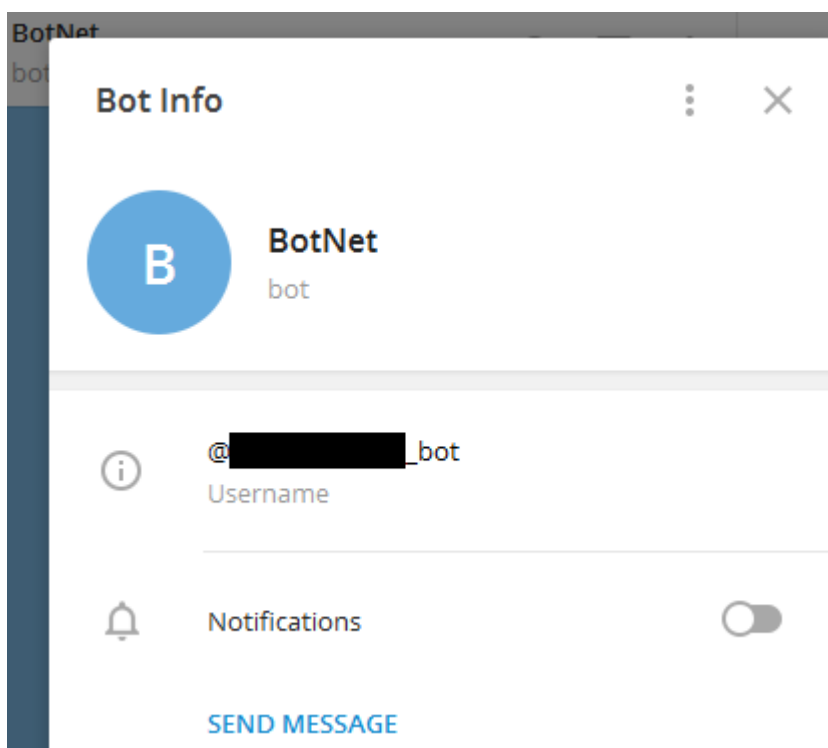 BotNet
bot
Bot Info
B
BotNet
bot
@_bot
Username
Notifications
SEND MESSAGE